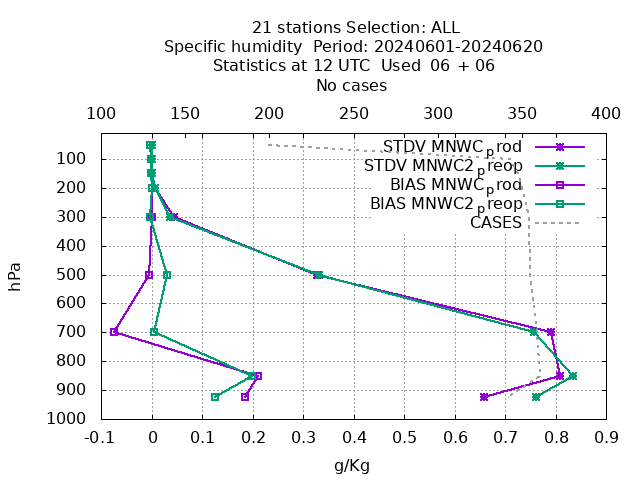 21 stations Selection: ALL
Specific humidity  Period: 20240601-20240620
Statistics at 12 UTC  Used  06 + 06
No cases
100 150 200 250 300 350 400
STDV MNWC_prod
STDV MNWC2_preop
BIAS MNWC_prod
BIAS MNWC2_preop
CASES
hPa
100
200
300
400
500
600
700
800
900
1000
-0.1 0 0.1 0.2 0.3 0.4 0.5 0.6 0.7 0.8 0.9
g/Kg